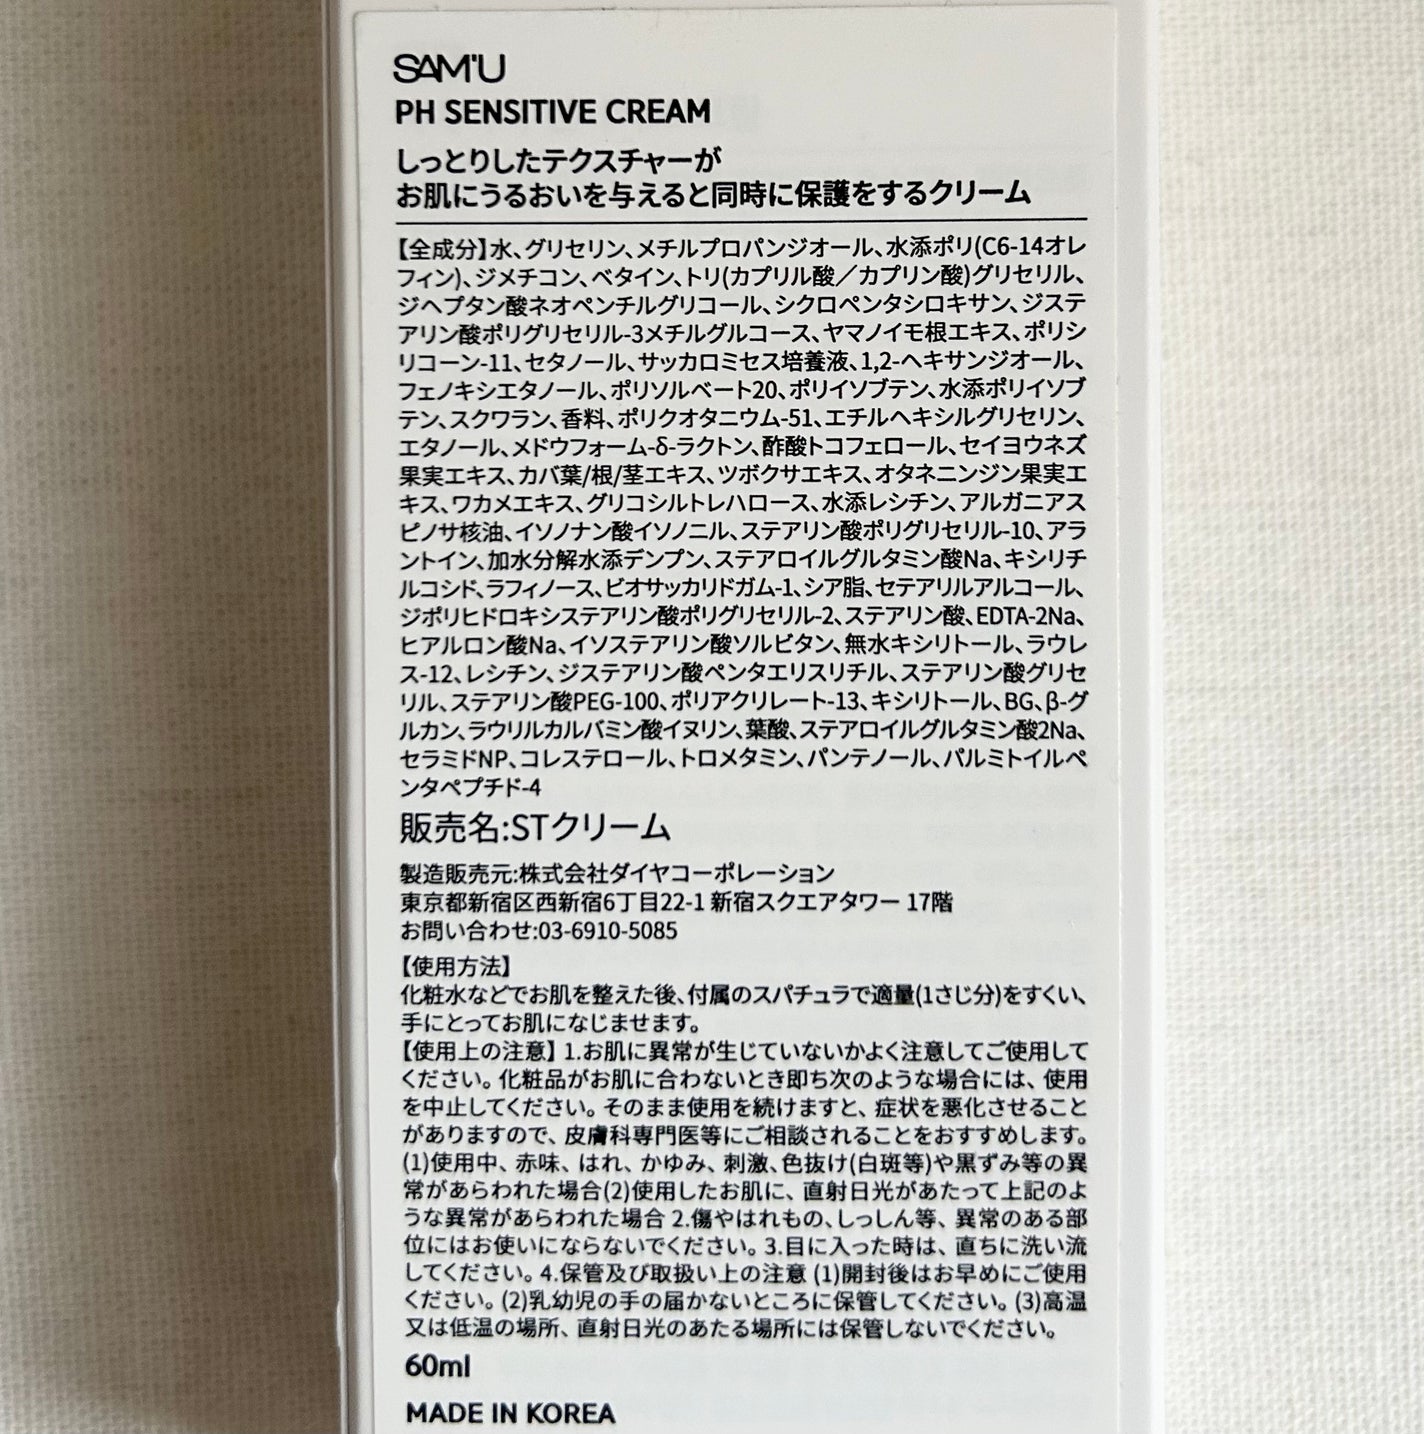 SAM'U
PH SENSITIVE CREAM
しっとりしたテクスチャーが
お肌にうるおいを与えると同時に保護をするクリーム
【全成分】水、グリセリン、メチルプロパンジオール、水添ポリ(C6-14オレ
フィン)、ジメチコン、ベタイン、トリ(カプリル酸／カプリン酸)グリセリル、
ジヘプタン酸ネオペンチルグリコール、シクロペンタシロキサン、ジステ
アリン酸ポリグリセリル-3メチルグルコース、ヤマノイモ根エキス、ポリシ
リコーン-11、セタノール、サッカロミセス培養液、1,2-ヘキサンジオール、
フェノキシエタノール、ポリソルベート20、ポリイソブテン、水添ポリイソブ
テン、スクワラン、香料、ポリクオタニウム-51、エチルヘキシルグリセリン、
エタノール、メドウフォーム-δ-ラクトン、酢酸トコフェロール、セイヨウネズ
果実エキス、カバ葉/根/茎エキス、ツボクサエキス、オタネニンジン果実エ
キス、ワカメエキス、グリコシルトレハロース、水添レシチン、アルガニアス
ピノサ核油、イソノナン酸イソノニル、ステアリン酸ポリグリセリル-10、アラ
ントイン、加水分解水添デンプン、ステアロイルグルタミン酸Na、キシリチ
ルコシド、ラフィノース、ビオサッカリドガム-1、シア脂、セテアリルアルコール、
ジポリヒドロキシステアリン酸ポリグリセリル-2、ステアリン酸、EDTA-2Na、
ヒアルロン酸Na、イソステアリン酸ソルビタン、無水キシリトール、ラウレ
ス-12、レシチン、ジステアリン酸ペンタエリスリチル、ステアリン酸グリセ
リル、ステアリン酸PEG-100、ポリアクリレート-13、キシリトール、BG、β-グ
ルカン、ラウリルカルバミン酸イヌリン、葉酸、ステアロイルグルタミン酸2Na、
セラミドNP、コレステロール、トロメタミン、パンテノール、パルミトイルペ
ンタペプチド-4
販売名:STクリーム
製造販売元:株式会社ダイヤコーポレーション
東京都新宿区西新宿6丁目22-1 新宿スクエアタワー 17階
お問い合わせ:03-6910-5085
【使用方法】
化粧水などでお肌を整えた後、付属のスパチュラで適量(1さじ分)をすくい、
手にとってお肌になじませます。
【使用上の注意】 1.お肌に異常が生じていないかよく注意してご使用して
ください。化粧品がお肌に合わないとき即ち次のような場合には、使用
を中止してください。そのまま使用を続けますと、症状を悪化させること
がありますので、皮膚科専門医等にご相談されることをおすすめします。
(1)使用中、赤味、はれ、かゆみ、刺激、色抜け(白斑等)や黒ずみ等の異
常があらわれた場合(2)使用したお肌に、直射日光があたって上記のよ
うな異常があらわれた場合 2.傷やはれもの、しっしん等、異常のある部
位にはお使いにならないでください。3.目に入った時は、直ちに洗い流
してください。4.保管及び取扱い上の注意 (1)開封後はお早めにご使用
ください。(2)乳幼児の手の届かないところに保管してください。(3)高温
又は低温の場所、直射日光のあたる場所には保管しないでください。
60ml
MADE IN KOREA